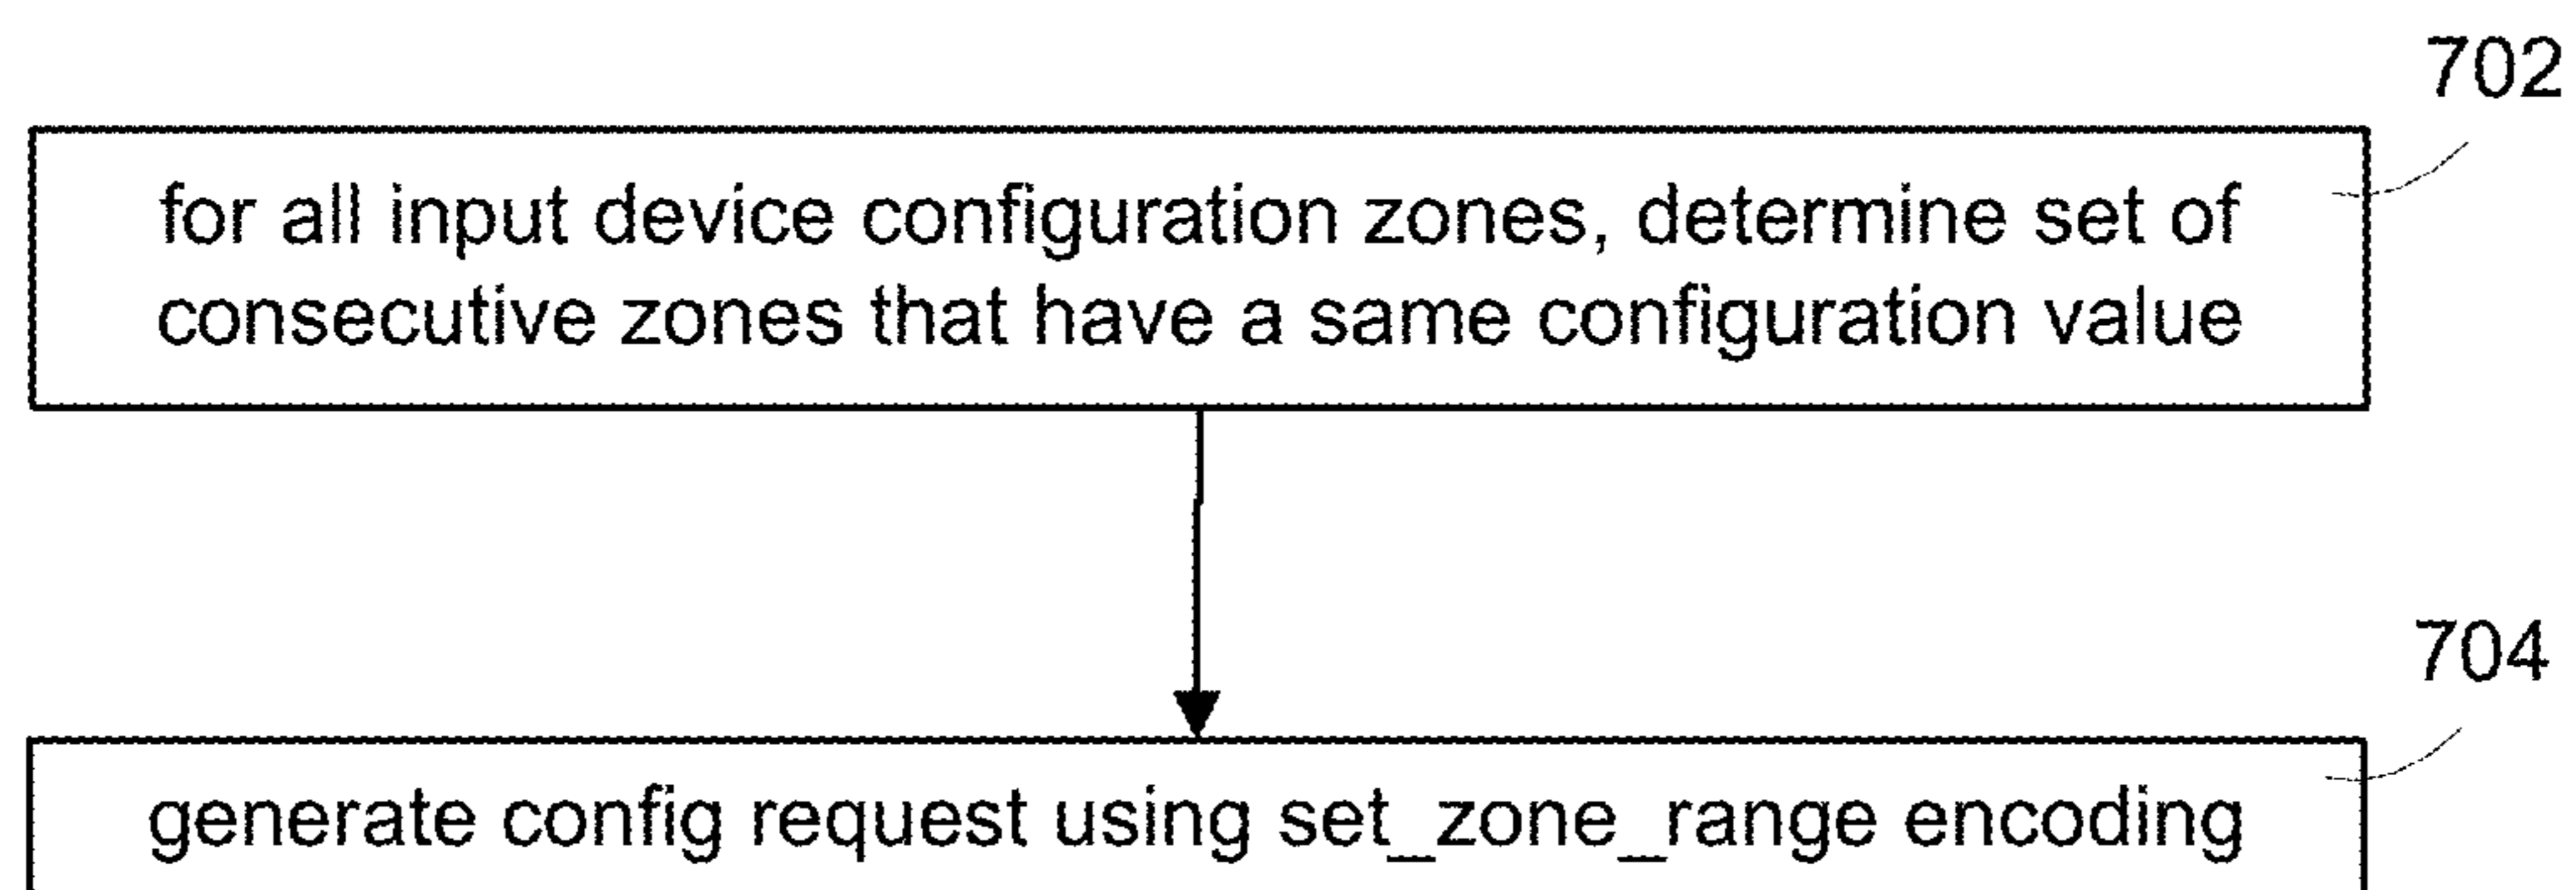 702
for all input device configuration zones, determine set of
consecutive zones that have a same configuration value
704
generate config request using set_zone_range encoding